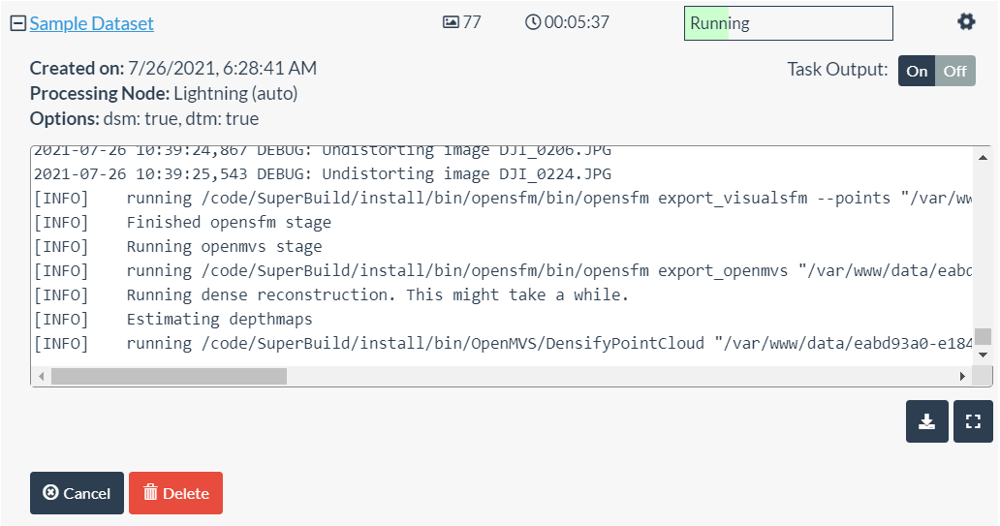 Sample Dataset 77 00:05:37 Running
Created on: 7/26/2021, 6:28:41 AM Task Output: On Off
Processing Node: Lightning (auto)
Options: dsm: true, dtm: true
2021-07-26 10:39:24,867 DEBUG: Undistorting image DJI_0206.JPG
2021-07-26 10:39:25,543 DEBUG: Undistorting image DJI_0224.JPG
[INFO] running /code/SuperBuild/install/bin/opensfm/bin/opensfm export_visualsfm --points "/var/ww
[INFO] Finished opensfm stage
[INFO] Running openmvs stage
[INFO] running /code/SuperBuild/install/bin/opensfm/bin/opensfm export_openmvs "/var/www/data/eabd
[INFO] Running dense reconstruction. This might take a while.
[INFO] Estimating depthmaps
[INFO] running /code/SuperBuild/install/bin/OpenMVS/DensifyPointCloud "/var/www/data/eabd93a0-e184
Cancel Delete